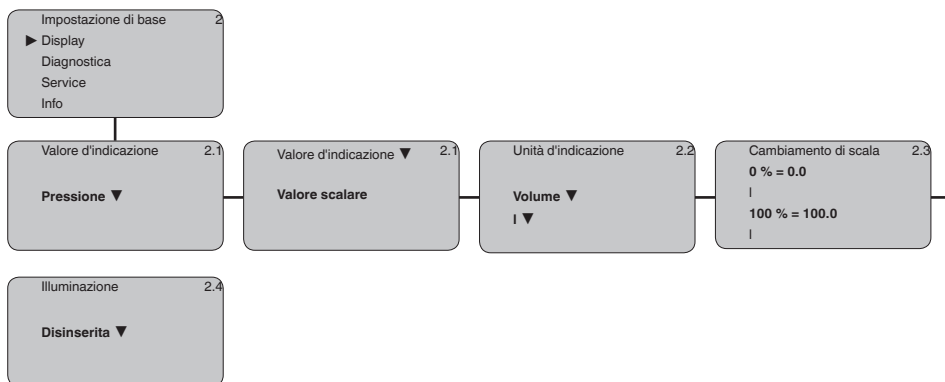 Impostazione di base 2
▶ Display
Diagnostica
Service
Info
Valore d'indicazione 2.1
Pressione ▼
Valore d'indicazione ▼ 2.1
Valore scalare
Unità d'indicazione 2.2
Volume ▼
l ▼
Cambiamento di scala 2.3
0 % = 0.0
l
100 % = 100.0
l
Illuminazione 2.4
Disinserita ▼